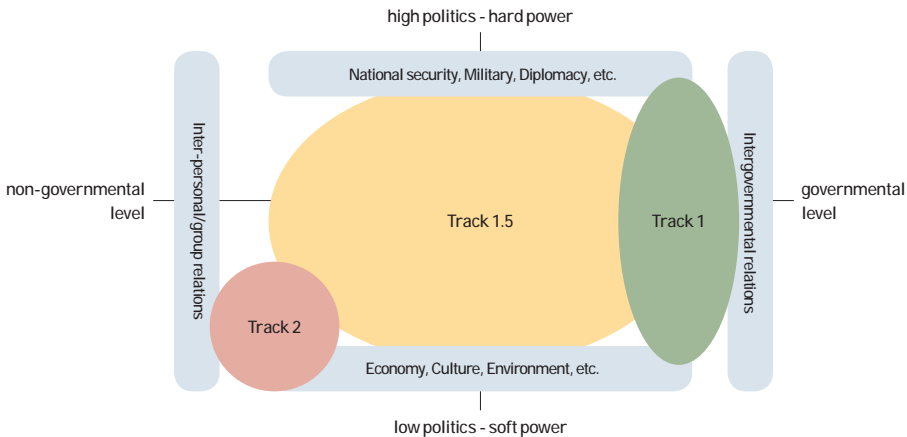 high politics - hard power
National security, Military, Diplomacy, etc.
Inter-personal/group relations
Intergovernmental relations
non-governmental
level
governmental
level
Track 1.5
Track 1
Track 2
Economy, Culture, Environment, etc.
low politics - soft power